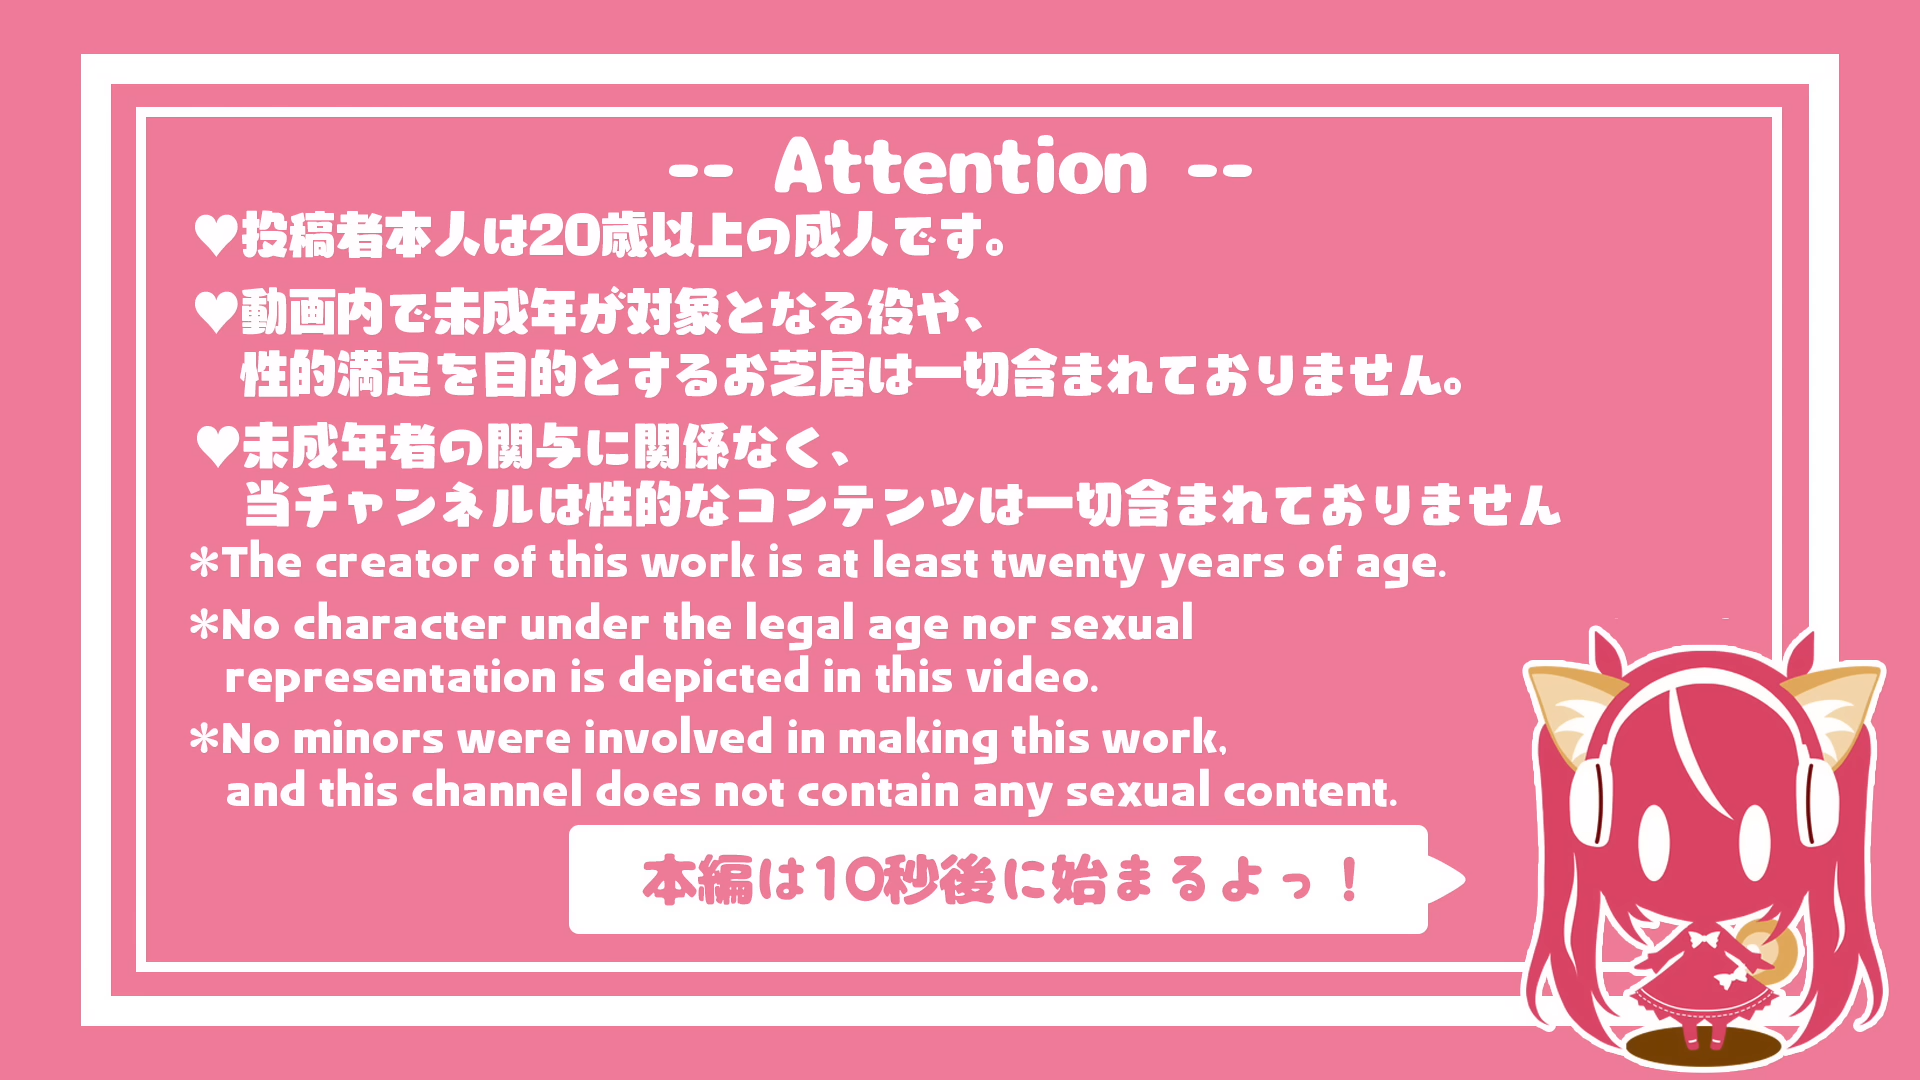 -- Attention --
♥投稿者本人は20歳以上の成人です。
♥動画内で未成年が対象となる役や、
性的満足を目的とするお芝居は一切含まれておりません。
♥未成年者の関与に関係なく、
当チャンネルは性的なコンテンツは一切含まれておりません
*The creator of this work is at least twenty years of age.
*No character under the legal age nor sexual
representation is depicted in this video.
*No minors were involved in making this work,
and this channel does not contain any sexual content.
本編は10秒後に始まるよっ！